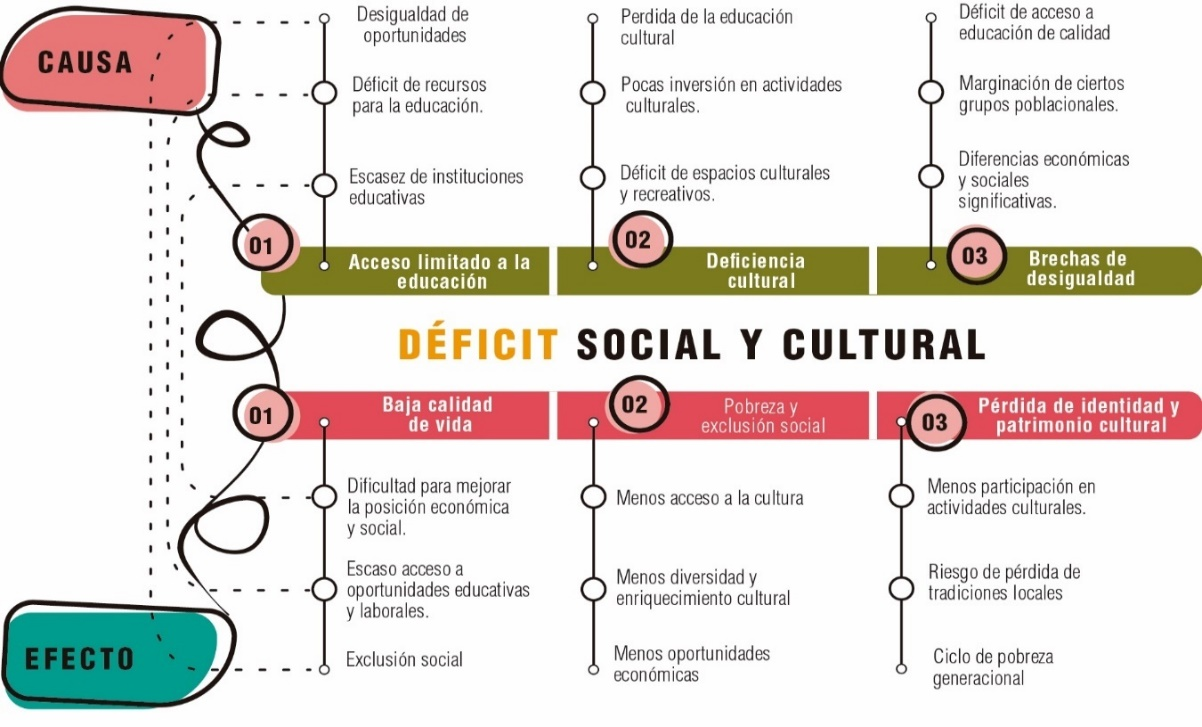 CAUSA
Desigualdad de
oportunidades
Déficit de recursos
para la educación.
Escasez de instituciones
educativas
01
Acceso limitado a la
educación
Perdida de la educación
cultural
Pocas inversión en actividades
culturales.
Déficit de espacios culturales
y recreativos.
02
Deficiencia
cultural
Déficit de acceso a
educación de calidad
Marginación de ciertos
grupos poblacionales.
Diferencias económicas
y sociales
significativas.
03
Brechas de
desigualdad
DÉFICIT SOCIAL Y CULTURAL
01
Baja calidad
de vida
Dificultad para mejorar
la posición económica
y social.
Escaso acceso a
oportunidades educativas
y laborales.
Exclusión social
02
Pobreza y
exclusión social
Menos acceso a la cultura
Menos diversidad y
enriquecimiento cultural
Menos oportunidades
económicas
03
Pérdida de identidad y
patrimonio cultural
Menos participación en
actividades culturales.
Riesgo de pérdida de
tradiciones locales
Ciclo de pobreza
generacional
EFECTO